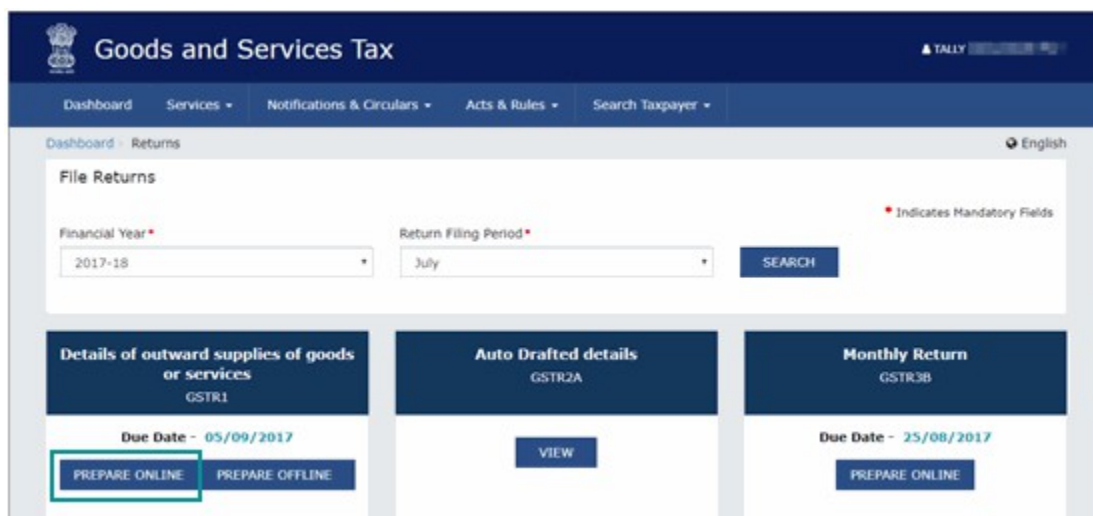 Goods and Services Tax
TALLY
Dashboard Services Notifications & Circulars Acts & Rules Search Taxpayer
Dashboard Returns
English
File Returns
* Indicates Mandatory Fields
Financial Year* Return Filing Period*
2017-18 July SEARCH
Details of outward supplies of goods
or services
GSTR1
Due Date - 05/09/2017
PREPARE ONLINE PREPARE OFFLINE
Auto Drafted details
GSTR2A
VIEW
Monthly Return
GSTR3B
Due Date - 25/08/2017
PREPARE ONLINE